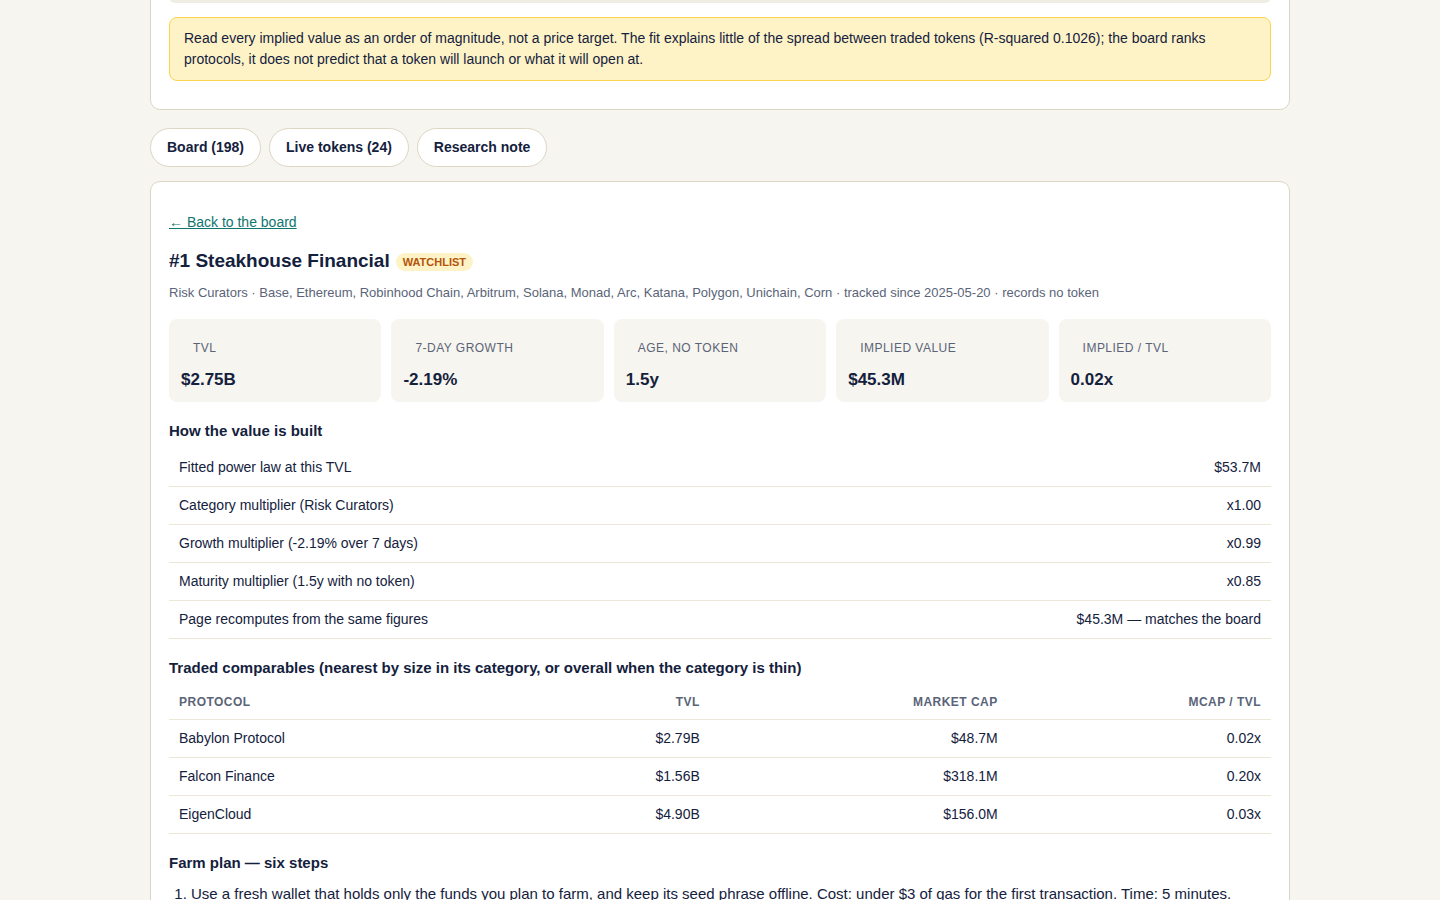 Read every implied value as an order of magnitude, not a price target. The fit explains little of the spread between traded tokens (R-squared 0.1026); the board ranks
protocols, it does not predict that a token will launch or what it will open at.
Board (198) Live tokens (24) Research note
← Back to the board
#1 Steakhouse Financial WATCHLIST
Risk Curators · Base, Ethereum, Robinhood Chain, Arbitrum, Solana, Monad, Arc, Katana, Polygon, Unichain, Corn · tracked since 2025-05-20 · records no token
TVL 7-DAY GROWTH AGE, NO TOKEN IMPLIED VALUE IMPLIED / TVL
$2.75B -2.19% 1.5y $45.3M 0.02x
How the value is built
Fitted power law at this TVL $53.7M
Category multiplier (Risk Curators) x1.00
Growth multiplier (-2.19% over 7 days) x0.99
Maturity multiplier (1.5y with no token) x0.85
Page recomputes from the same figures $45.3M — matches the board
Traded comparables (nearest by size in its category, or overall when the category is thin)
PROTOCOL TVL MARKET CAP MCAP / TVL
Babylon Protocol $2.79B $48.7M 0.02x
Falcon Finance $1.56B $318.1M 0.20x
EigenCloud $4.90B $156.0M 0.03x
Farm plan — six steps
1. Use a fresh wallet that holds only the funds you plan to farm, and keep its seed phrase offline. Cost: under $3 of gas for the first transaction. Time: 5 minutes.